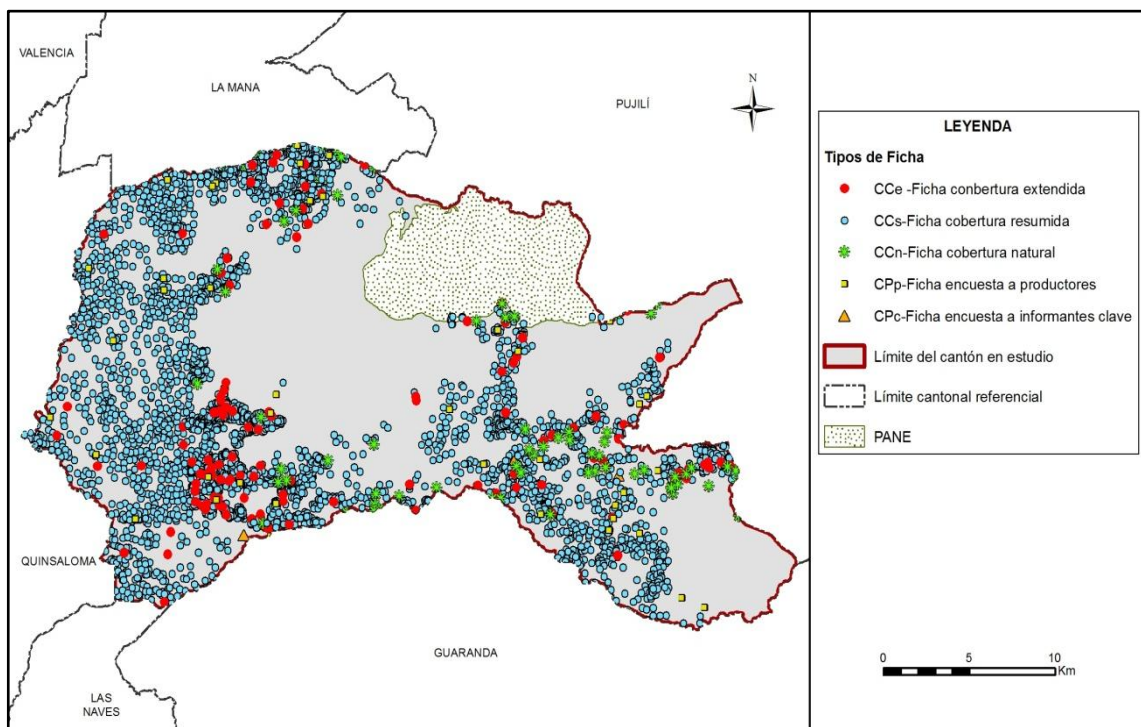 VALENCIA
LA MANA
PUJILÍ
N
QUINSALOMA
GUARANDA
LAS
NAVES
LEYENDA
Tipos de Ficha
CCe -Ficha conbertura extendida
CCs-Ficha cobertura resumida
CCn-Ficha cobertura natural
CPp-Ficha encuesta a productores
CPc-Ficha encuesta a informantes clave
Límite del cantón en estudio
Límite cantonal referencial
PANE
0 5 10
Km